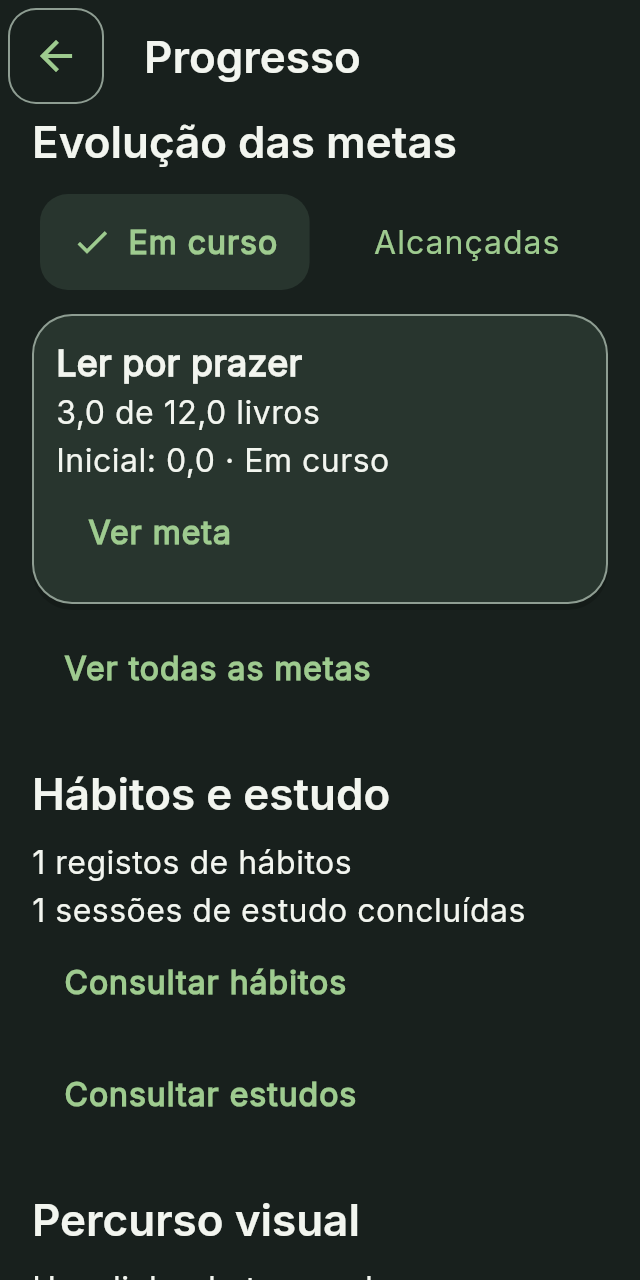 Progresso
Evolução das metas
Em curso
Alcançadas
Ler por prazer
3,0 de 12,0 livros
Inicial: 0,0 · Em curso
Ver meta
Ver todas as metas
Hábitos e estudo
1 registos de hábitos
1 sessões de estudo concluídas
Consultar hábitos
Consultar estudos
Percurso visual